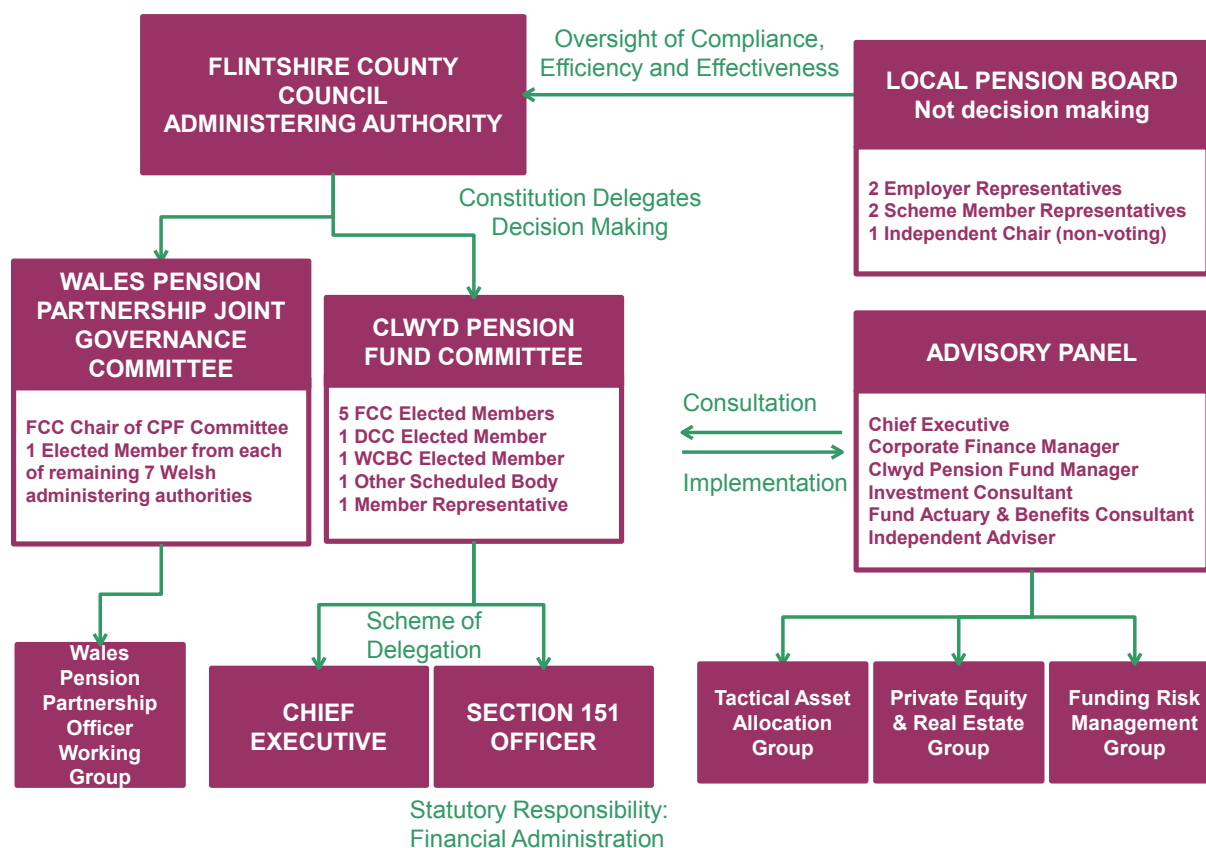 FLINTSHIRE COUNTY
COUNCIL
ADMINISTERING AUTHORITY
Oversight of Compliance,
Efficiency and Effectiveness
LOCAL PENSION BOARD
Not decision making
2 Employer Representatives
2 Scheme Member Representatives
1 Independent Chair (non-voting)
Constitution Delegates
Decision Making
WALES PENSION
PARTNERSHIP JOINT
GOVERNANCE
COMMITTEE
FCC Chair of CPF Committee
1 Elected Member from each
of remaining 7 Welsh
administering authorities
CLWYD PENSION
FUND COMMITTEE
5 FCC Elected Members
1 DCC Elected Member
1 WCBC Elected Member
1 Other Scheduled Body
1 Member Representative
Consultation
Implementation
ADVISORY PANEL
Chief Executive
Corporate Finance Manager
Clwyd Pension Fund Manager
Investment Consultant
Fund Actuary & Benefits Consultant
Independent Adviser
Scheme of
Delegation
Wales
Pension
Partnership
Officer
Working
Group
CHIEF
EXECUTIVE
SECTION 151
OFFICER
Tactical Asset
Allocation
Group
Private Equity
& Real Estate
Group
Funding Risk
Management
Group
Statutory Responsibility:
Financial Administration